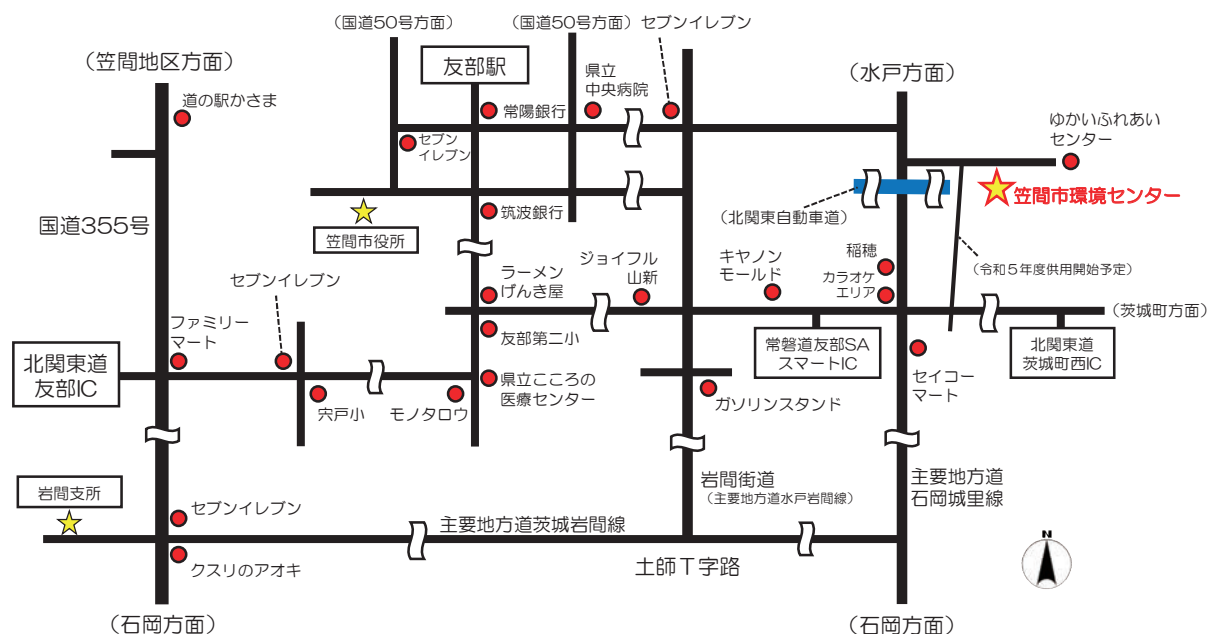 （国道50号方面）
（国道50号方面）
セブンイレブン
（笠間地区方面）
友部駅
県立
中央病院
（水戸方面）
道の駅かさま
常陽銀行
ゆかいふれあい
センター
セブン
イレブン
笠間市環境センター
国道355号
筑波銀行
（北関東自動車道）
笠間市役所
セブンイレブン
ラーメン
げんき屋
ジョイフル
山新
キヤノン
モールド
稲穂
カラオケ
エリア
（令和５年度供用開始予定）
（茨城町方面）
ファミリー
マート
友部第二小
常磐道友部SA
スマートIC
北関東道
茨城町西IC
北関東道
友部IC
県立こころの
医療センター
セイコー
マート
宍戸小
モノタロウ
ガソリンスタンド
岩間街道
（主要地方道水戸岩間線）
主要地方道
石岡城里線
岩間支所
セブンイレブン
主要地方道茨城岩間線
N
クスリのアオキ
土師Ｔ字路
（石岡方面）
（石岡方面）